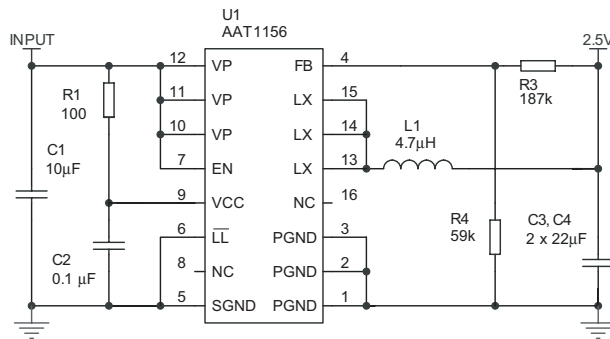 U1
AAT1156
INPUT
2.5V
12 VP FB 4
R3
187k
R1
100
11 VP LX 15
10 VP LX 14
L1
4.7µH
C1
10µF
7 EN LX 13
9 VCC NC 16
R4
59k
C3, C4
2 x 22µF
6 LL PGND 3
C2
0.1 µF
8 NC PGND 2
5 SGND PGND 1